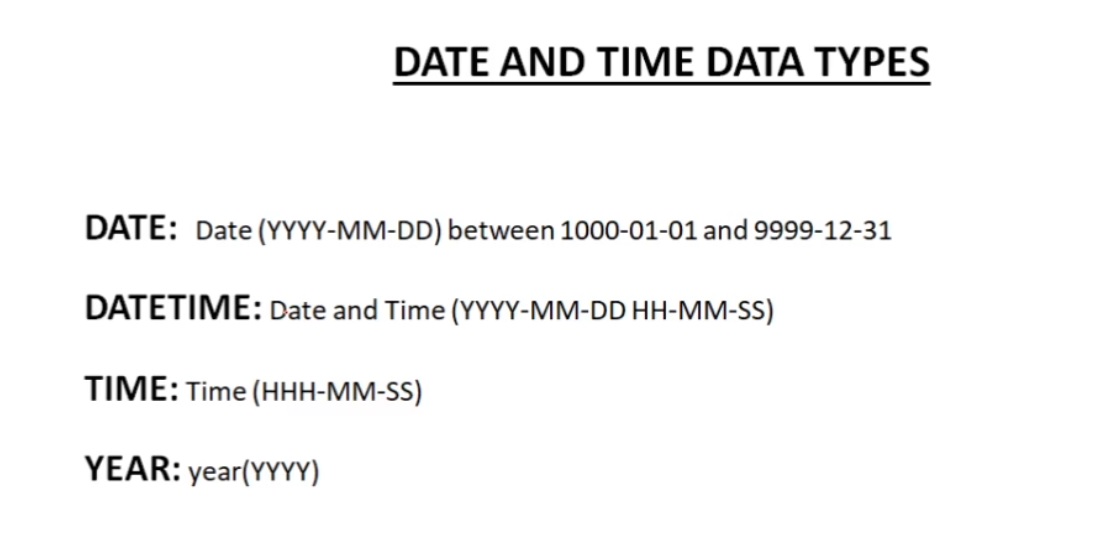 DATE AND TIME DATA TYPES
DATE: Date (YYYY-MM-DD) between 1000-01-01 and 9999-12-31
DATETIME: Date and Time (YYYY-MM-DD HH-MM-SS)
TIME: Time (HHH-MM-SS)
YEAR: year(YYYY)